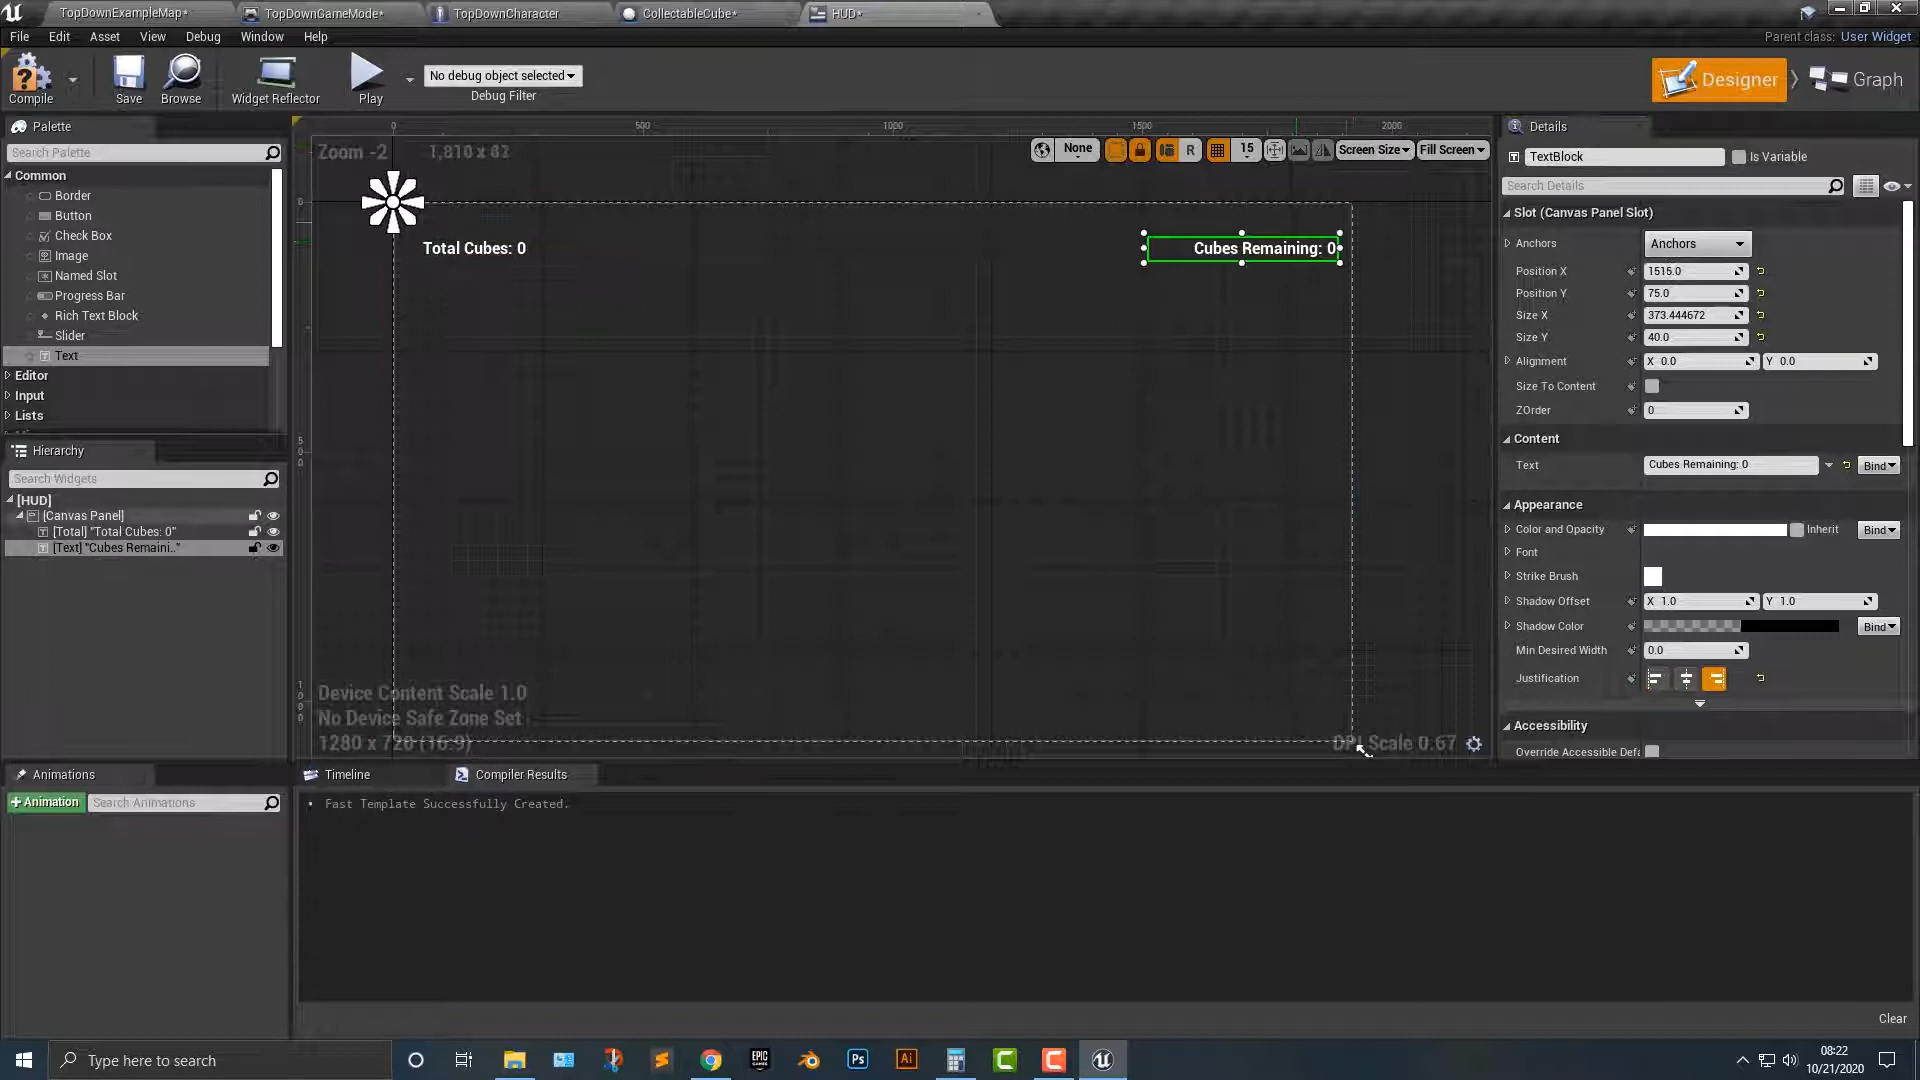 TopDownExampleMap*
TopDownGameMode*
TopDownCharacter
CollectableCube*
HUD*
File
Edit
Asset
View
Debug
Window
Help
Parent class:
User Widget
Compile
Save
Browse
Widget Reflector
Play
No debug object selected
Debug Filter
Designer
Graph
Palette
Search Palette
Common
Border
Button
Check Box
Image
Named Slot
Progress Bar
Rich Text Block
Slider
Text
Editor
Input
Lists
Hierarchy
Search Widgets
[HUD]
[Canvas Panel]
[Total] "Total Cubes: 0"
[Text] "Cubes Remaini.."
Animations
+Animation
Search Animations
0
500
1000
1500
2000
Zoom -2
None
R
15
Screen Size
Fill Screen
Total Cubes: 0
Cubes Remaining: 0
0
500
Device Content Scale 1.0
No Device Safe Zone Set
1280 x 720 (16:9)
DPI Scale 0.67
Timeline
Compiler Results
Fast Template Successfully Created.
Clear
Details
TextBlock
Is Variable
Search Details
Slot (Canvas Panel Slot)
Anchors
Anchors
Position X
1515.0
Position Y
75.0
Size X
373.444672
Size Y
40.0
Alignment
X 0.0
Y 0.0
Size To Content
ZOrder
0
Content
Text
Cubes Remaining: 0
Bind
Appearance
Color and Opacity
Inherit
Bind
Font
Strike Brush
Shadow Offset
X 1.0
Y 1.0
Shadow Color
Bind
Min Desired Width
0.0
Justification
Accessibility
Override Accessible Defa
Type here to search
EPIC
GAMES
Ps
Ai
08:22
10/21/2020